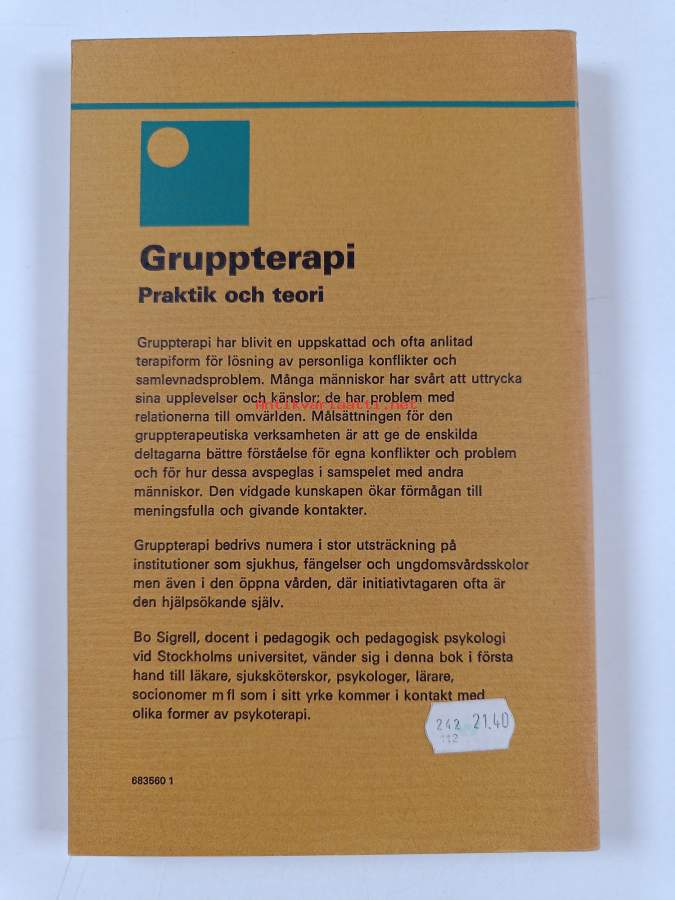 Gruppterapi
Praktik och teori
Gruppterapi har blivit en uppskattad och ofta anlitad
terapiform för lösning av personliga konflikter och
samlevnadsproblem. Många människor har svårt att uttrycka
sina upplevelser och känslor; de har problem med
Antikvariaatti.net
relationerna till omvärlden. Målsättningen för den
gruppterapeutiska verksamheten är att ge de enskilda
deltagarna bättre förståelse för egna konflikter och problem
och för hur dessa avspeglas i samspelet med andra
människor. Den vidgade kunskapen ökar förmågan till
meningsfulla och givande kontakter.
Gruppterapi bedrivs numera i stor utsträckning på
institutioner som sjukhus, fängelser och ungdomsvårdsskolor
men även i den öppna vården, där initiativtagaren ofta är
den hjälpsökande själv.
Bo Sigrell, docent i pedagogik och pedagogisk psykologi
vid Stockholms universitet, vänder sig i denna bok i första
hand till läkare, sjuksköterskor, psykologer, lärare,
socionomer m fl som i sitt yrke kommer i kontakt med
olika former av psykoterapi.
242 21.40
683560 1